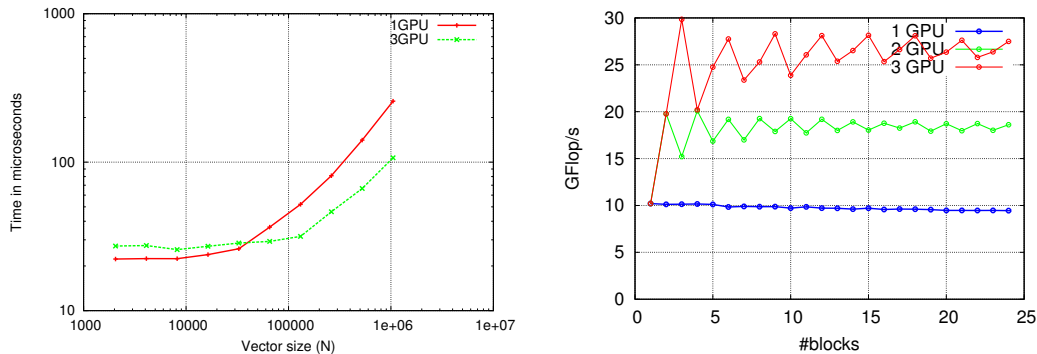 1000
100
10
1000
10000
100000
1e+06
1e+07
Time in microseconds
Vector size (N)
1GPU
3GPU
30
25
20
15
10
5
0
0
5
10
15
20
25
GFlop/s
#blocks
1 GPU
2 GPU
3 GPU